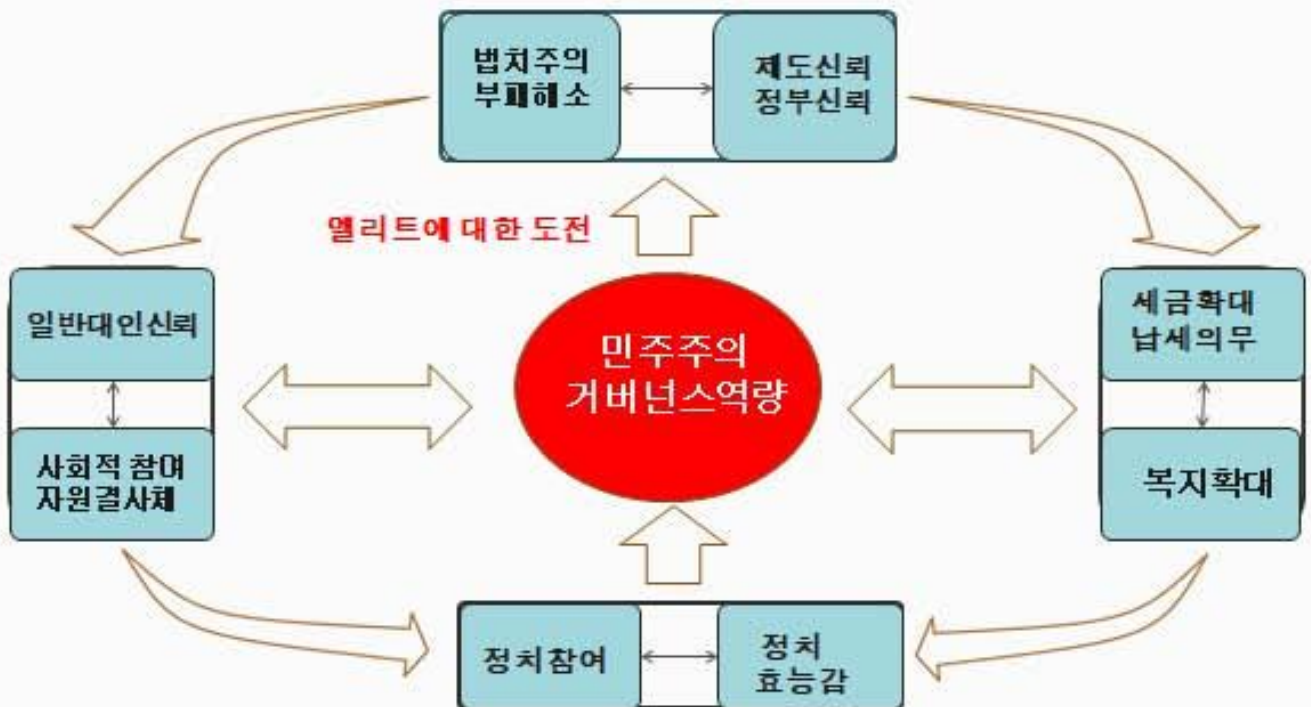 법치주의
부패해소
제도신뢰
정부신뢰
엘리트에 대한 도전
일반대인신뢰
세금확대
납세의무
민주주의
거버넌스역량
사회적 참여
자원결사체
복지확대
정치참여
정치
효능감